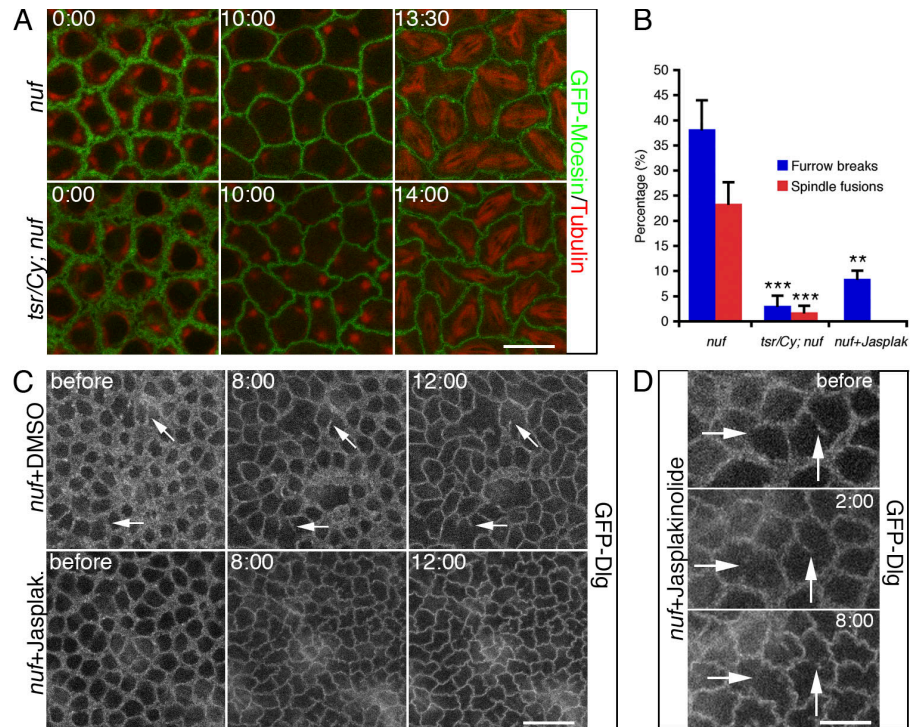 A
0:00
10:00
13:30
nuf
0:00
10:00
14:00
tsr/Cy; nuf
GFP-Moesin/Tubulin
B
50
45
40
35
30
25
20
15
10
5
0
Percentage (%)
Furrow breaks
Spindle fusions
*** ***
**
nuf
tsr/Cy; nuf
nuf+Jasplak
C
before
8:00
12:00
nuf+DMSO
before
8:00
12:00
nuf+Jasplak.
GFP-Dlg
D
before
2:00
8:00
nuf+Jasplakinolide
GFP-Dlg